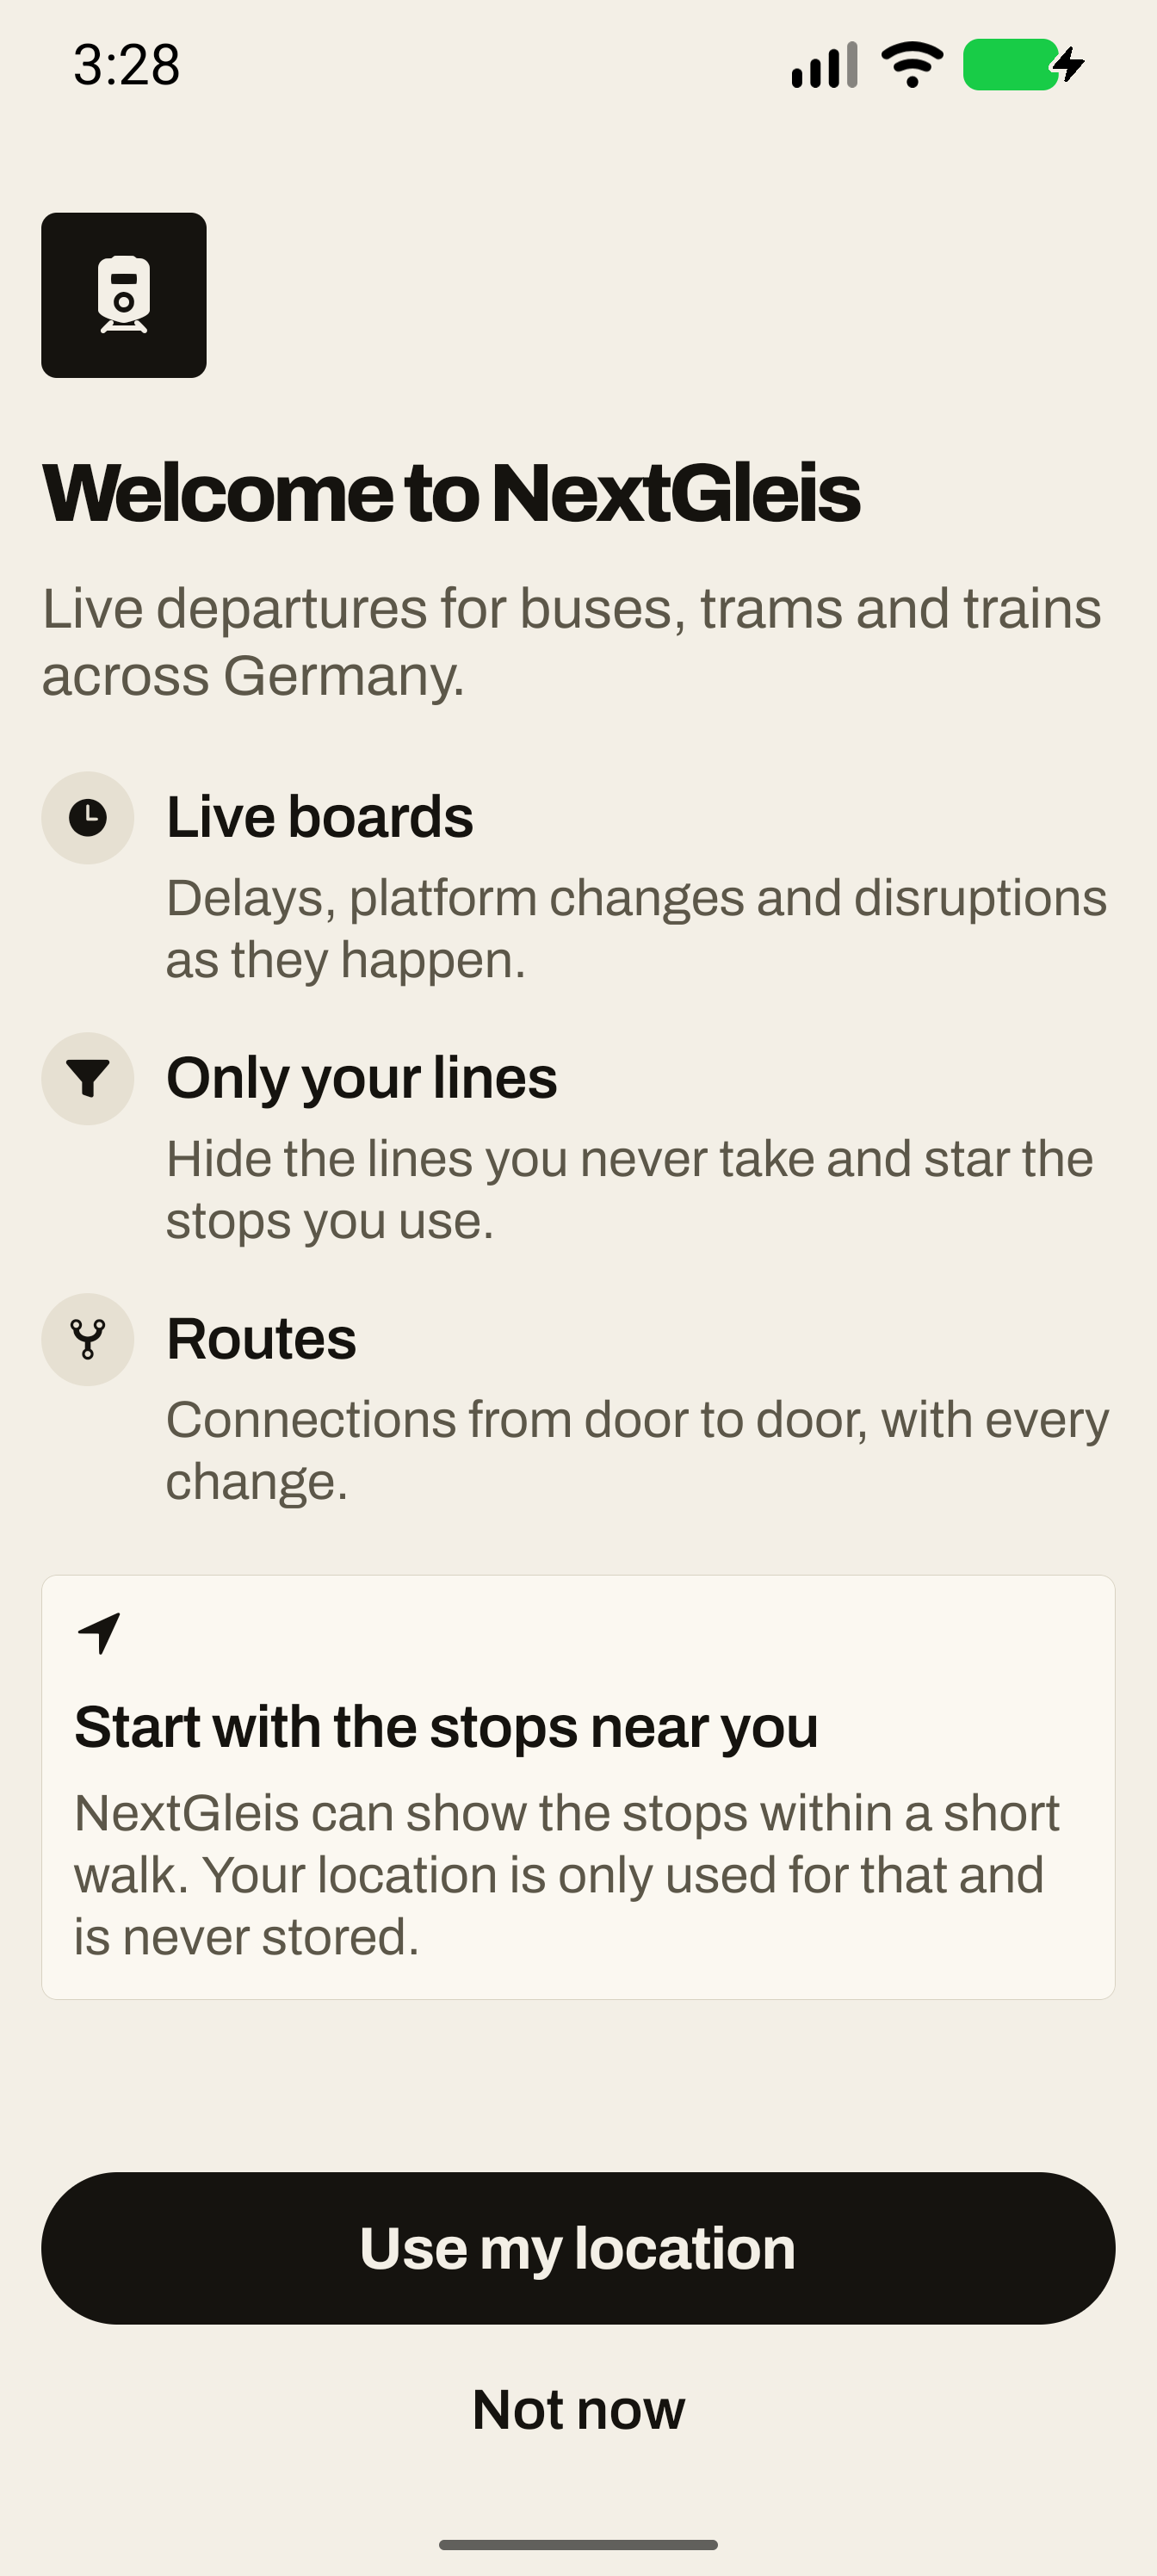 3:28
Welcome to NextGleis
Live departures for buses, trams and trains
across Germany.
Live boards
Delays, platform changes and disruptions
as they happen.
Only your lines
Hide the lines you never take and star the
stops you use.
Routes
Connections from door to door, with every
change.
Start with the stops near you
NextGleis can show the stops within a short
walk. Your location is only used for that and
is never stored.
Use my location
Not now